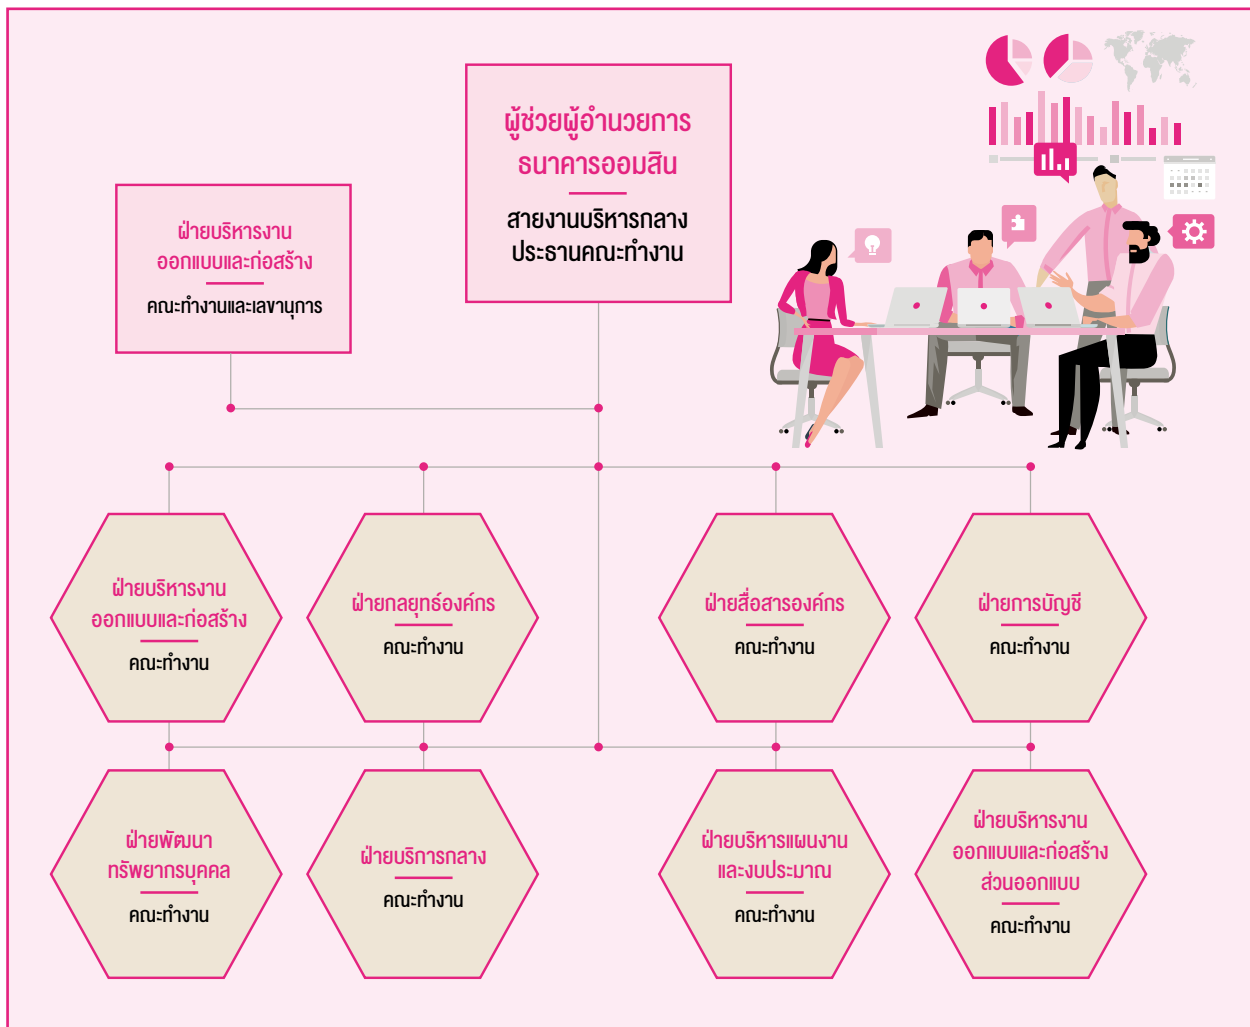 ผู้ช่วยผู้อำนวยการ
ธนาคารออมสิน
สายงานบริหารกลาง
ประธานคณะทำงาน
ฝ่ายบริหารงาน
ออกแบบและก่อสร้าง
คณะทำงานและเลขานุการ
ฝ่ายบริหารงาน
ออกแบบและก่อสร้าง
คณะทำงาน
ฝ่ายกลยุทธ์องค์กร
คณะทำงาน
ฝ่ายสื่อสารองค์กร
คณะทำงาน
ฝ่ายการบัญชี
คณะทำงาน
ฝ่ายพัฒนา
ทรัพยากรบุคคล
คณะทำงาน
ฝ่ายบริการกลาง
คณะทำงาน
ฝ่ายบริหารแผนงาน
และงบประมาณ
คณะทำงาน
ฝ่ายบริหารงาน
ออกแบบและก่อสร้าง
ส่วนออกแบบ
คณะทำงาน